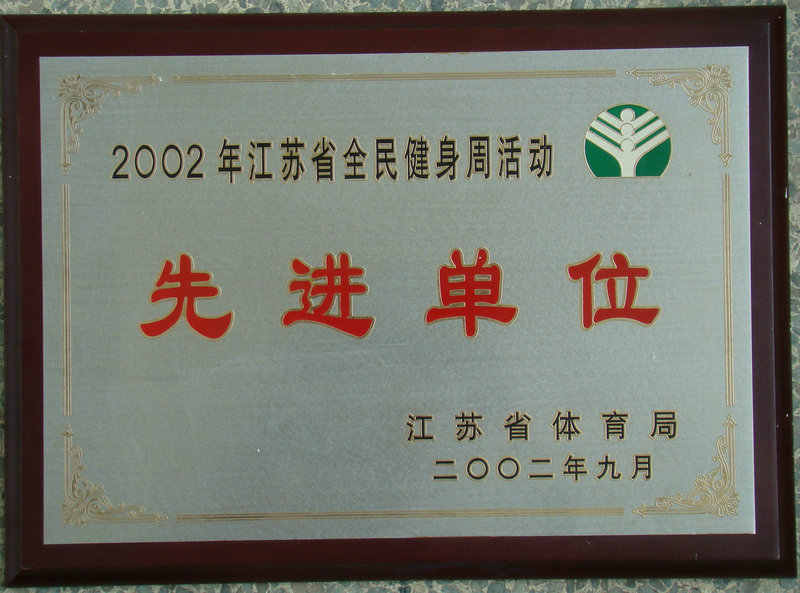 2002年江苏省全民健身周活动
先进单位
江苏省体育局
二〇〇二年九月